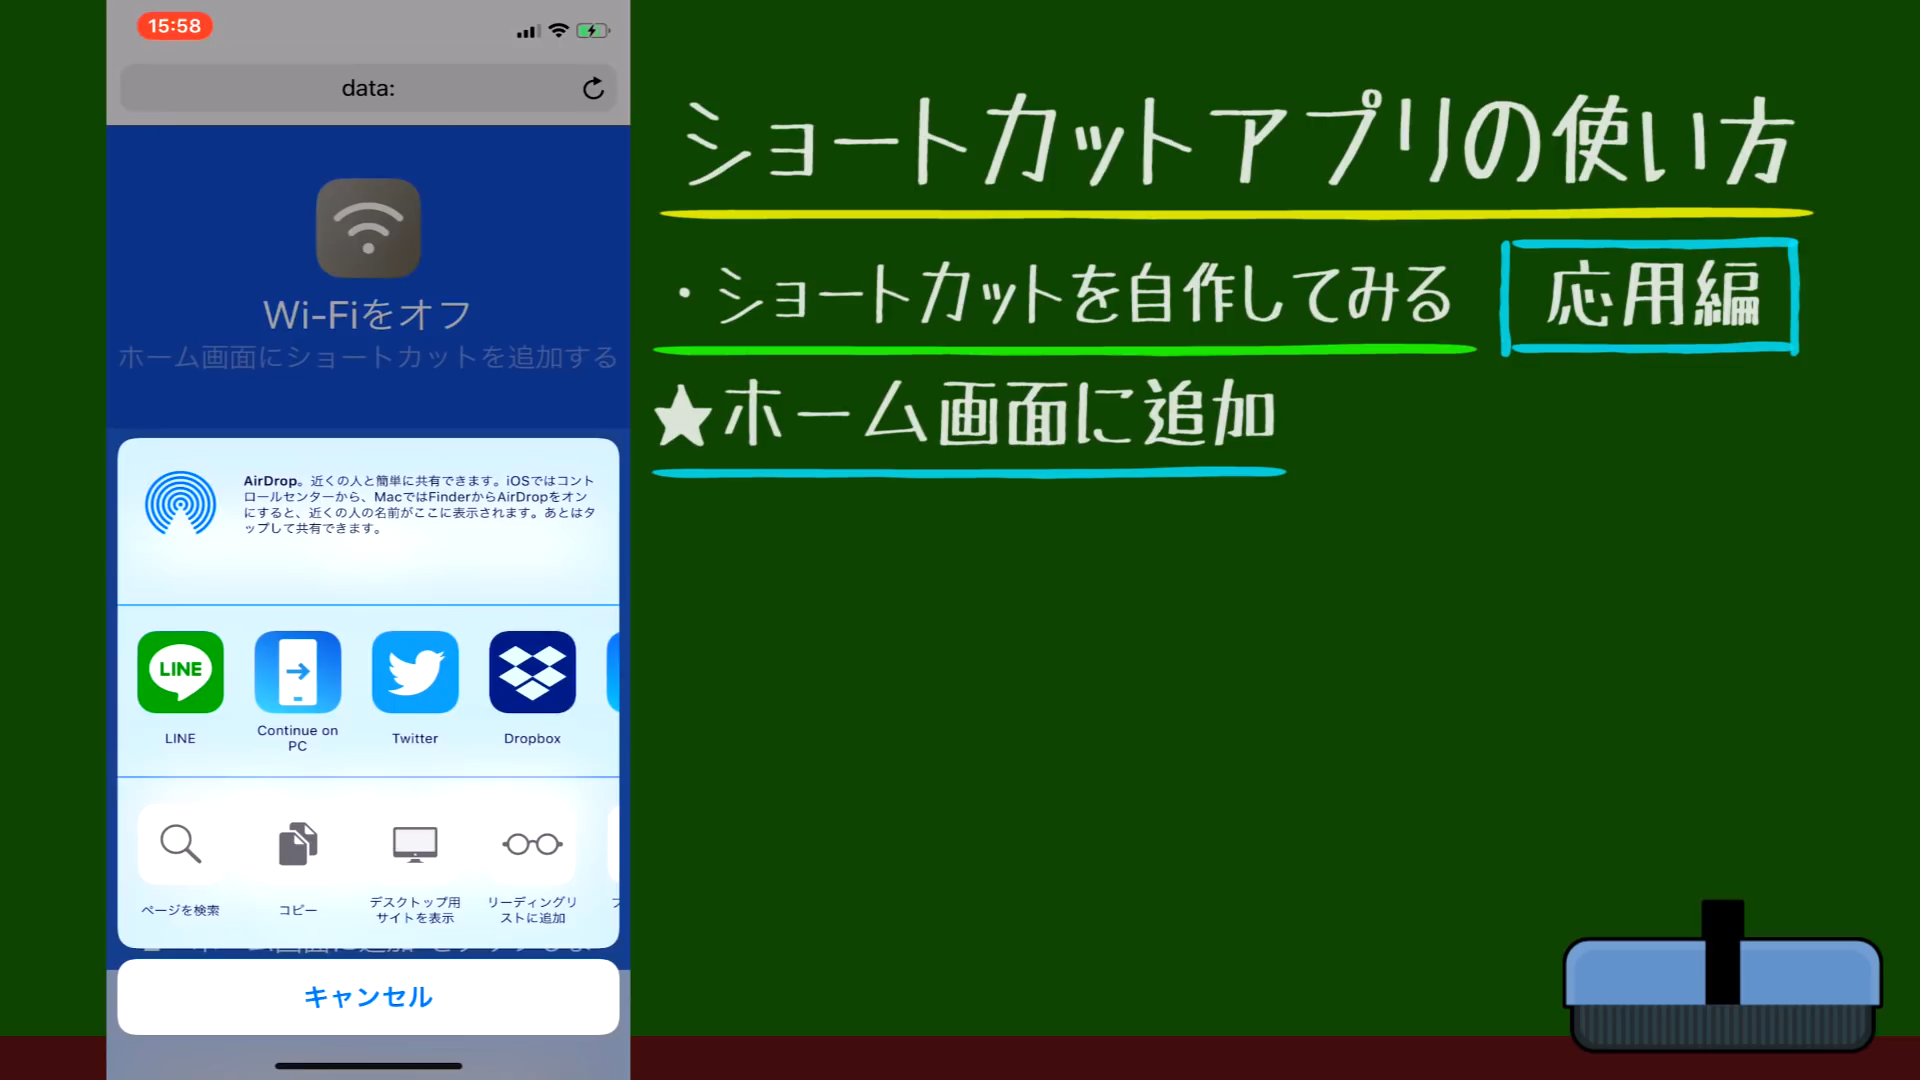 15:58
data:
Wi-Fiをオフ
ホーム画面にショートカットを追加する
AirDrop。近くの人と簡単に共有できます。iOSではコント
ロールセンターから、MacではFinderからAirDropをオン
にすると、近くの人の名前がここに表示されます。あとはタ
ップして共有できます。
LINE
LINE
Continue on
PC
Twitter
Dropbox
ページを検索
コピー
デスクトップ用
サイトを表示
リーディングリ
ストに追加
キャンセル
ショートカットアプリの使い方
・ショートカットを自作してみる
応用編
★ホーム画面に追加